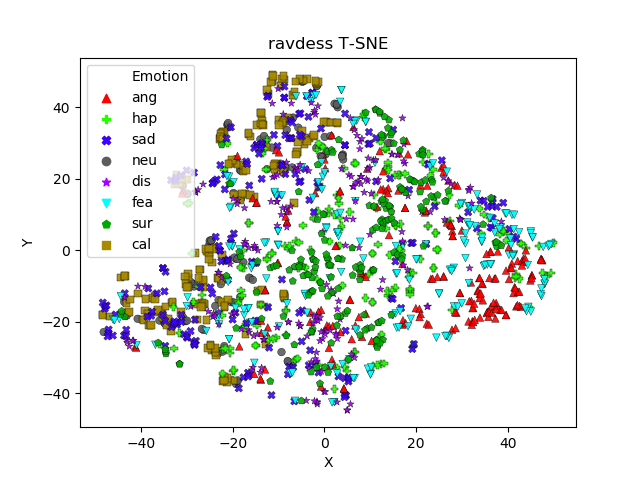 ravdess T-SNE
Emotion
ang
hap
sad
neu
dis
fea
sur
cal
Y
40
20
0
−20
−40
−40
−20
0
20
40
X